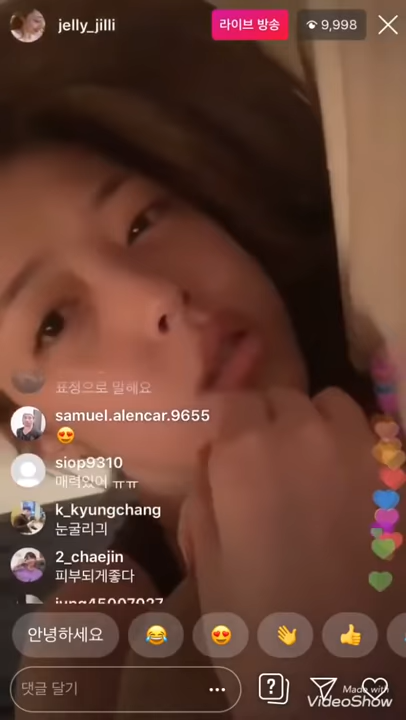 jelly_jilli
라이브 방송
9,998
표정으로 말해요
samuel.alencar.9655
siop9310
매력있어 ㅠㅠ
k_kyungchang
눈굴리긔
2_chaejin
피부되게좋다
안녕하세요
댓글 달기
Made with
VideoShow